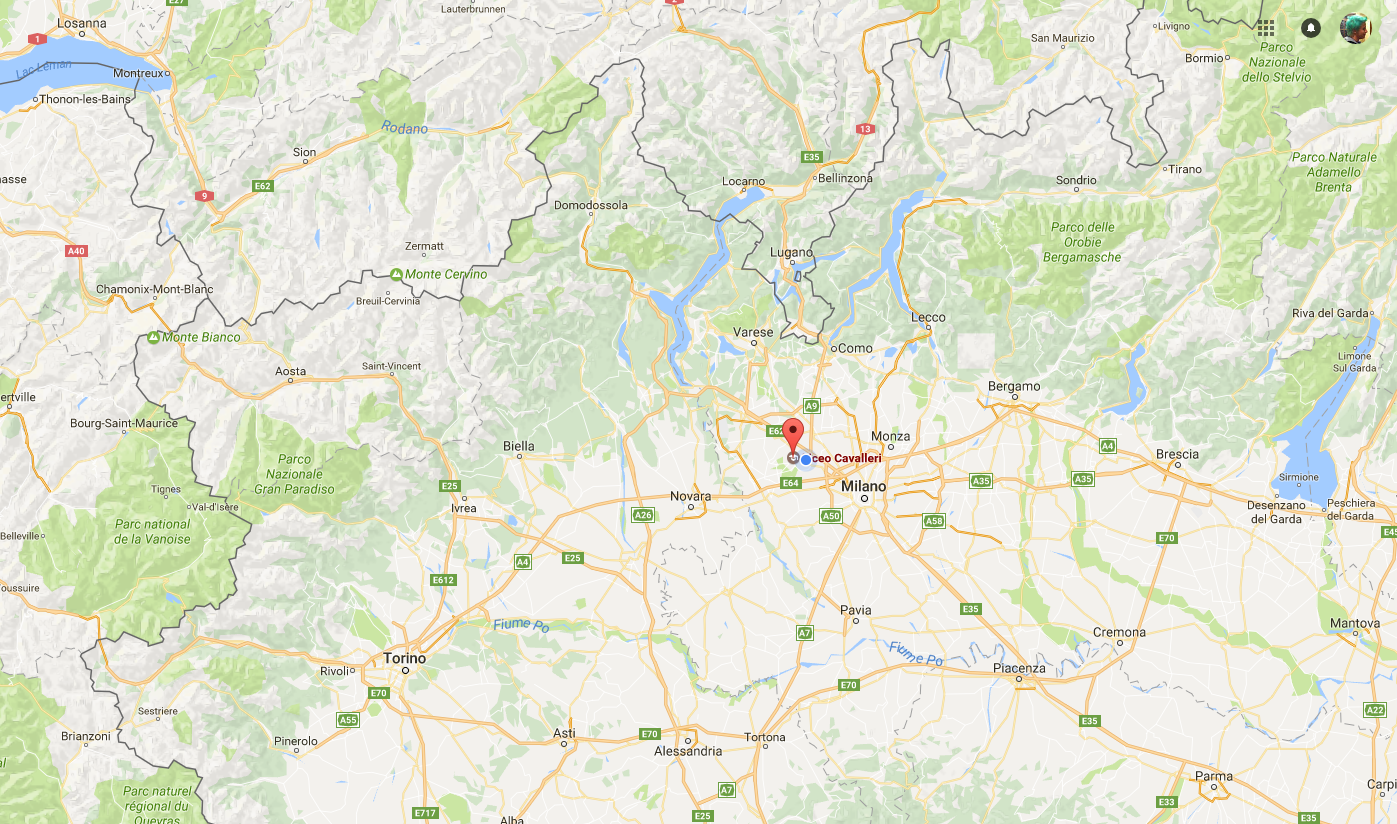 Lauterbrunnen
E27
2
Losanna
1
Livigno
San Maurizio
Parco
Nazionale
dello Stelvio
Bormio
Lac Léman
Montreux
Thonon-les-Bains
Rodano
13
Sion
E35
Parco Naturale
Adamello
Brenta
E62
9
Locarno
Bellinzona
Sondrio
Tirano
Domodossola
Parco delle
Orobie
Bergamasche
A40
Zermatt
Lugano
Monte Cervino
Chamonix-Mont-Blanc
Breuil-Cervinia
Lecco
Riva del Garda
Monte Bianco
Varese
Como
Limone
Sul Garda
Aosta
Saint-Vincent
Bergamo
ertville
A9
Bourg-Saint-Maurice
E62
Monza
A4
Biella
Brescia
Parco
Nazionale
Gran Paradiso
eo Cavalleri
Sirmione
E25
E64
Milano
A35
A35
Tignes
Val-d'Isère
Ivrea
Novara
Desenzano
del Garda
Peschiera
del Garda
Parc national
de la Vanoise
A26
A50
A58
Belleville
E70
E45
A4
E25
E612
oussuire
Pavia
E35
Fiume Po
A7
Cremona
Mantova
Fiume Po
Torino
Rivoli
Piacenza
E70
E70
Sestriere
A55
A22
E35
Brianzoni
Pinerolo
Asti
E70
Alessandria
Tortona
Parma
Parc naturel
régional du
Queyras
A7
Carpi
E33
E717
Alba
E25
E35